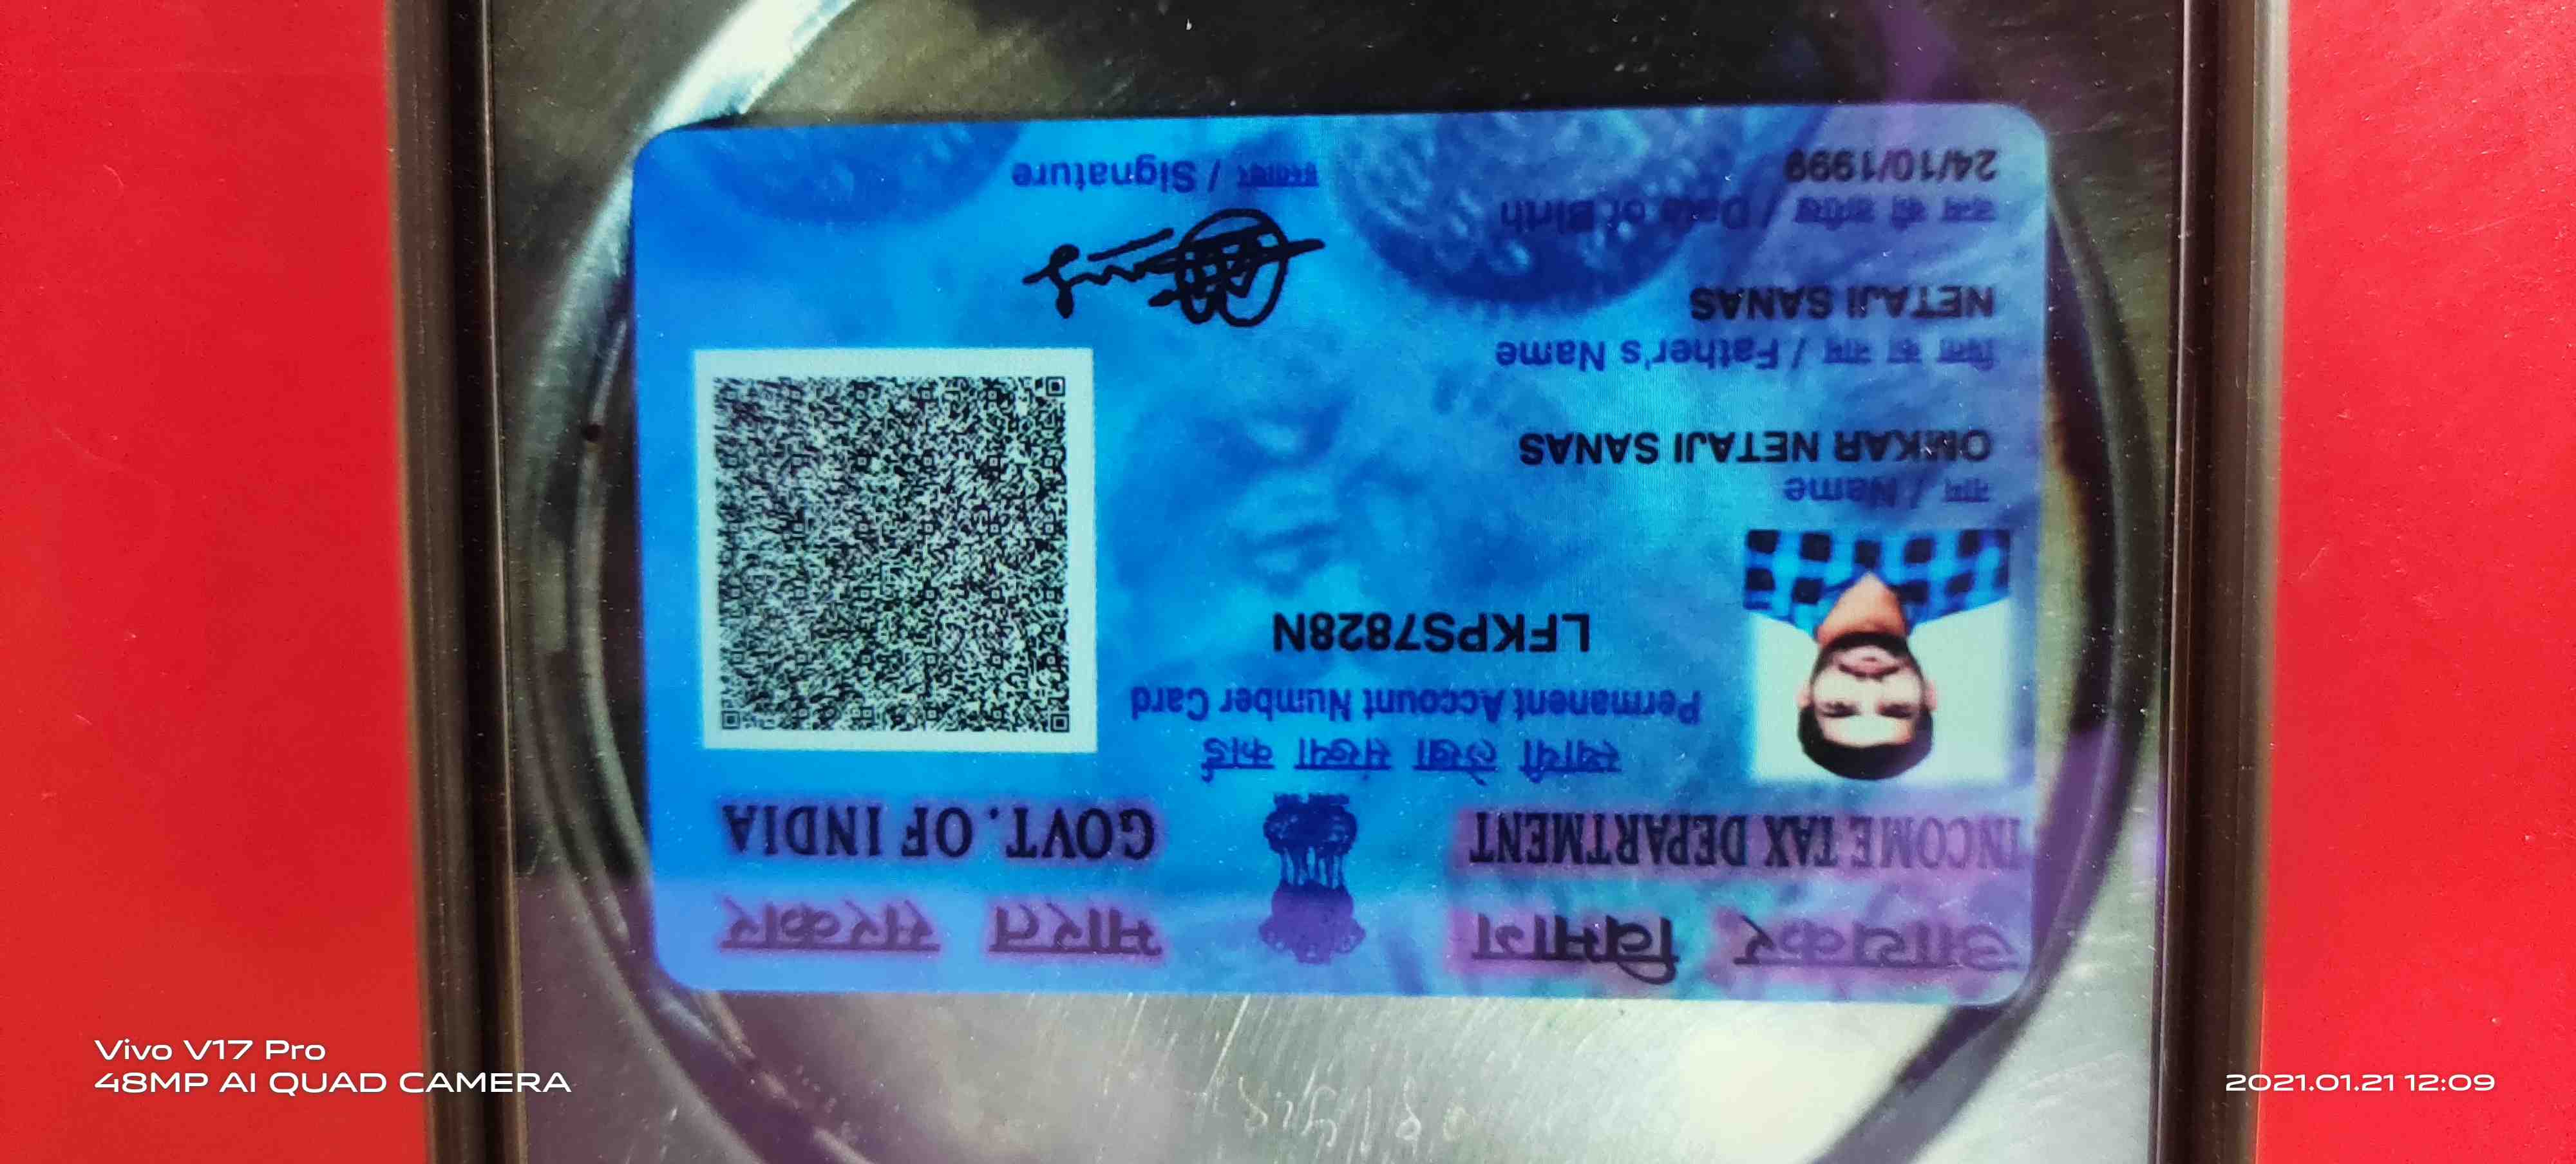 आयकर विभाग
INCOME TAX DEPARTMENT
भारत सरकार
GOVT. OF INDIA
स्थायी लेखा संख्या कार्ड
Permanent Account Number Card
LFKPS7828N
नाम / Name
OMKAR NETAJI SANAS
पिता का नाम / Father's Name
NETAJI SANAS
जन्म की तारीख / Date of Birth
24/10/1999
हस्ताक्षर / Signature
Vivo V17 Pro
48MP AI QUAD CAMERA
2021.01.21 12:09